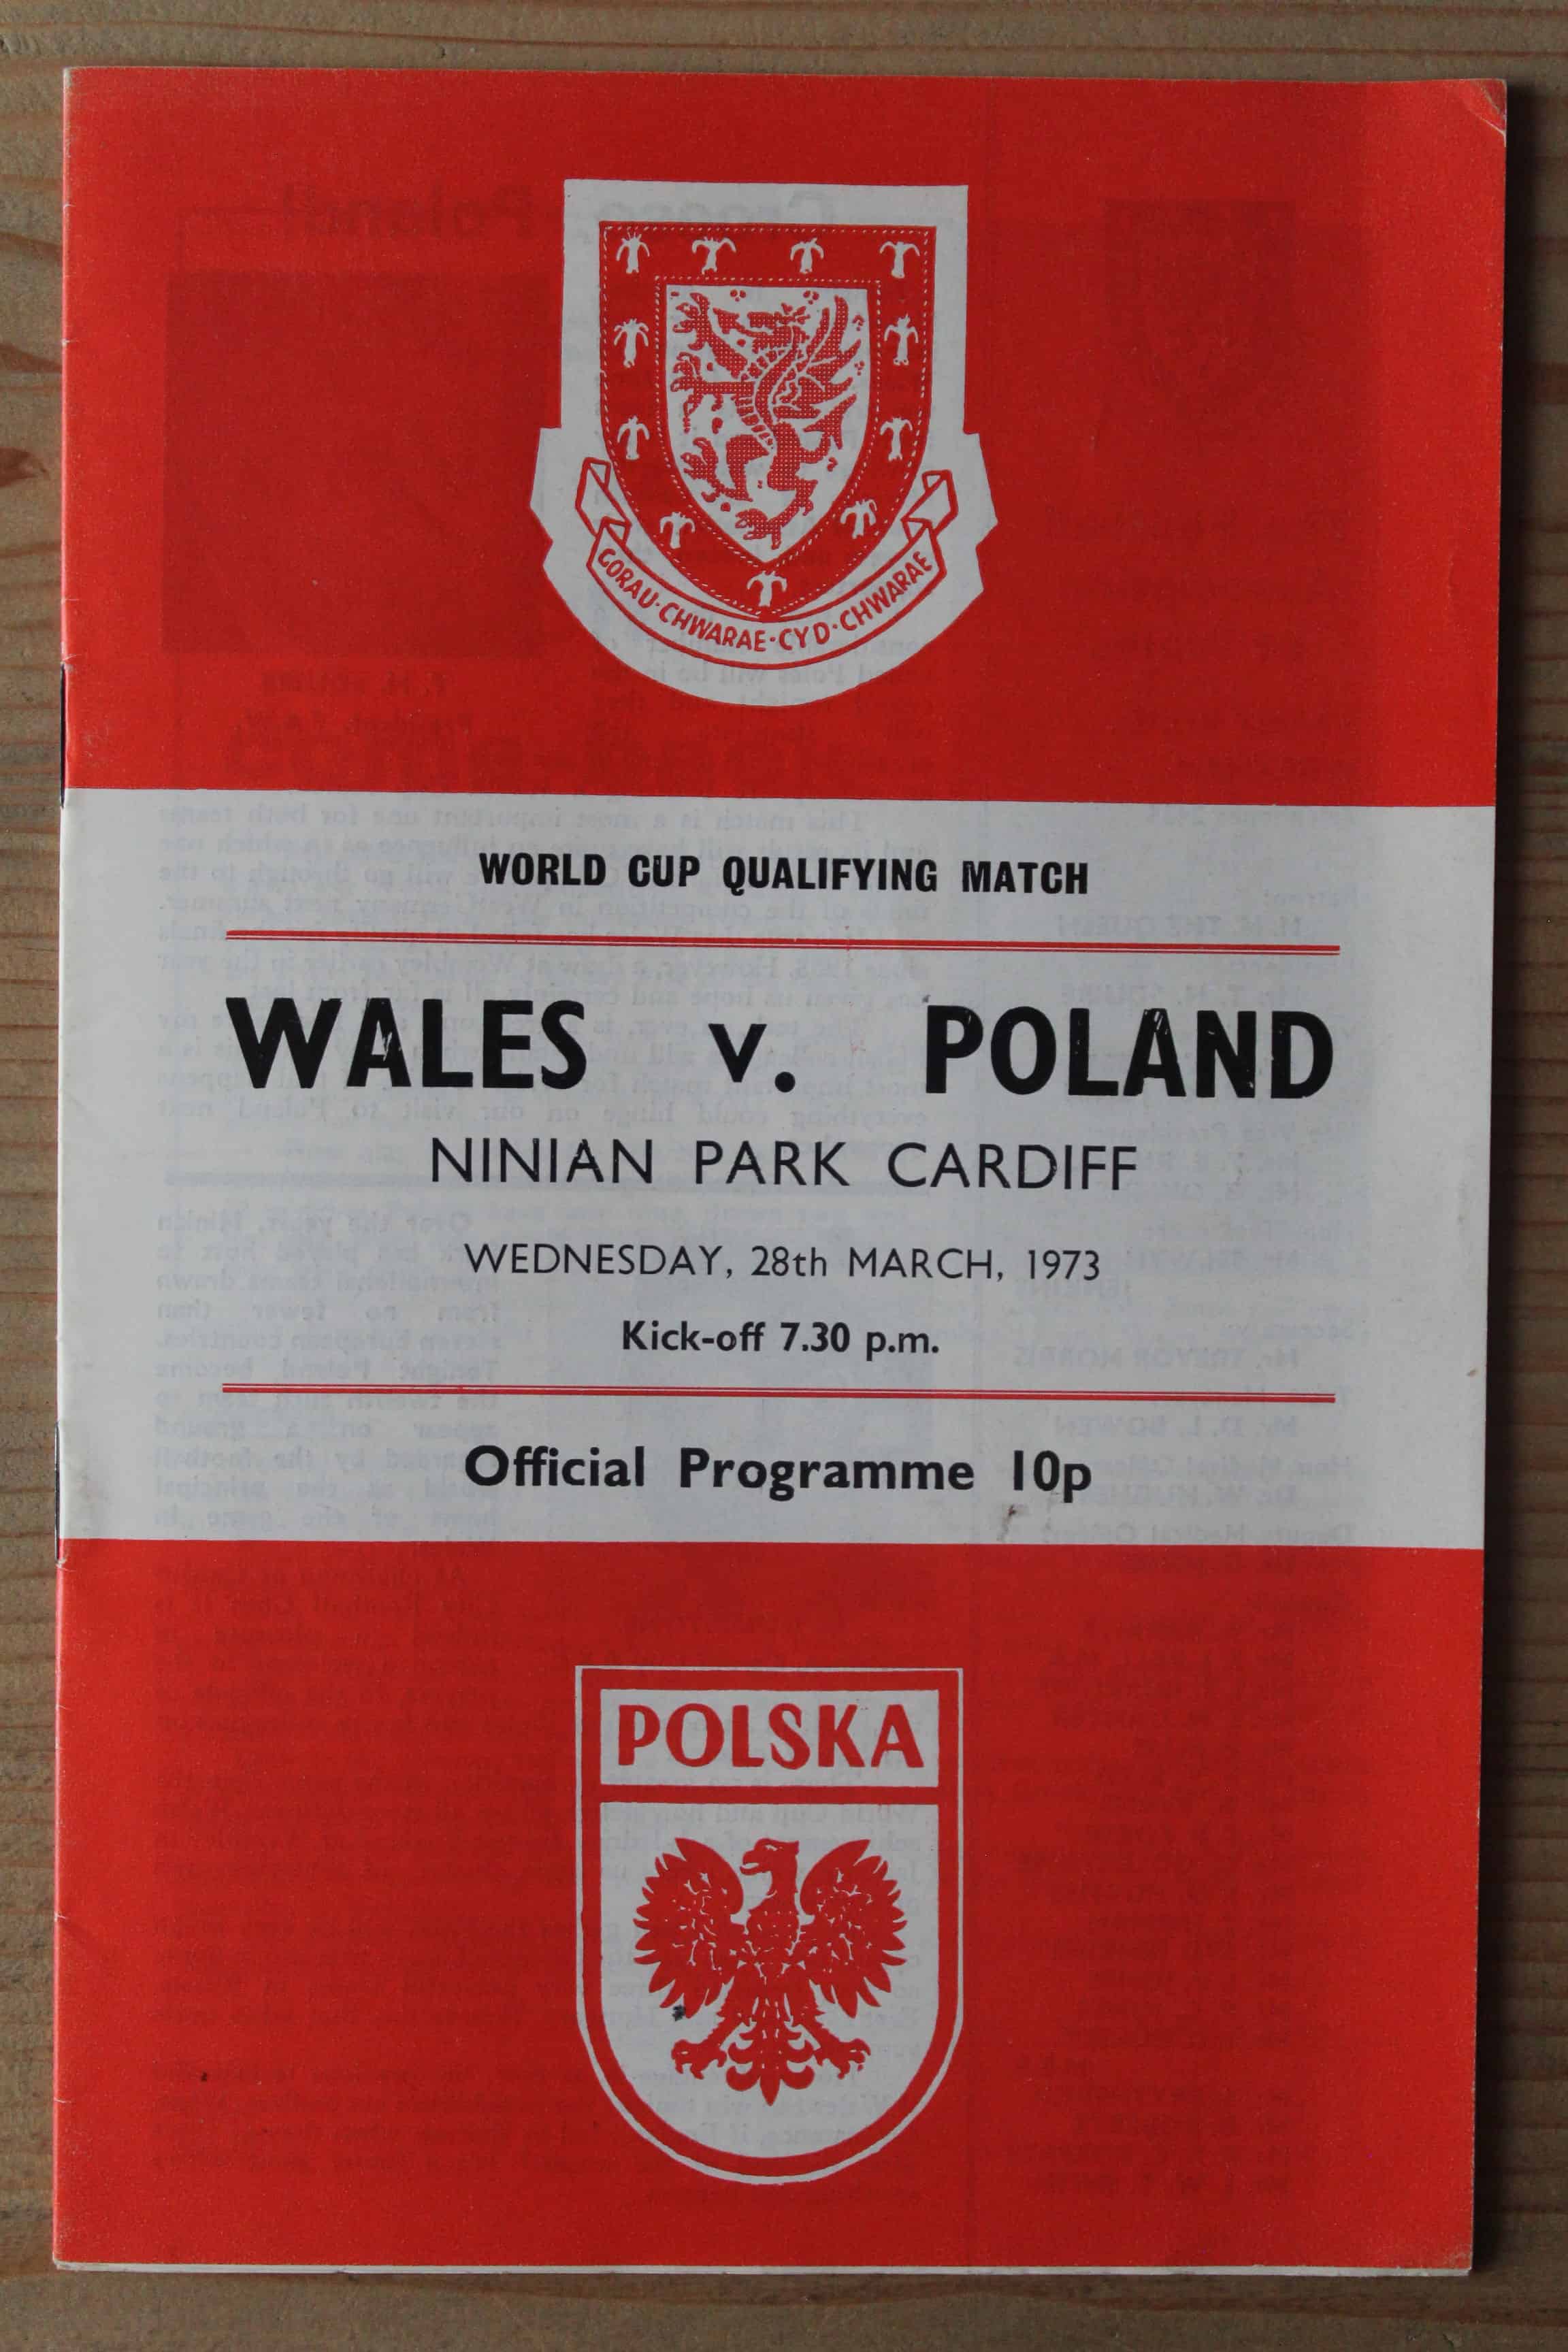 GORAU·CHWARAE·CYD·CHWARAE
WORLD CUP QUALIFYING MATCH
WALES v. POLAND
NINIAN PARK CARDIFF
WEDNESDAY, 28th MARCH, 1973
Kick-off 7.30 p.m.
Official Programme 10p
POLSKA